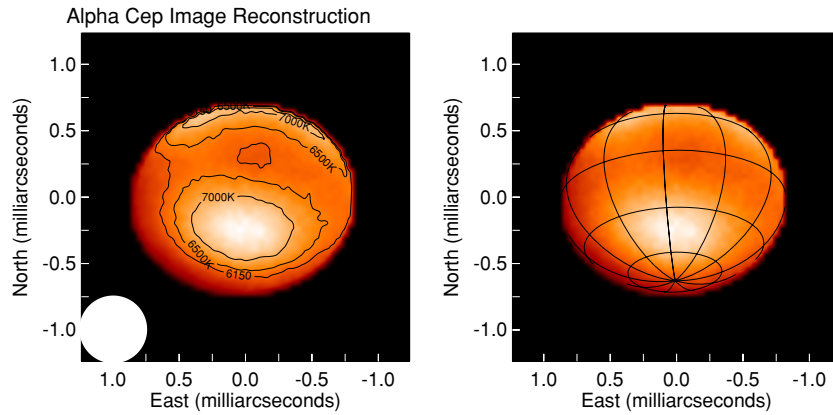 Alpha Cep Image Reconstruction
North (milliarcseconds)
1.0
0.5
0.0
-0.5
-1.0
6500K
7000K
6500K
7000K
6500K
6150
1.0 0.5 0.0 -0.5 -1.0
East (milliarcseconds)
North (milliarcseconds)
1.0
0.5
0.0
-0.5
-1.0
1.0 0.5 0.0 -0.5 -1.0
East (milliarcseconds)